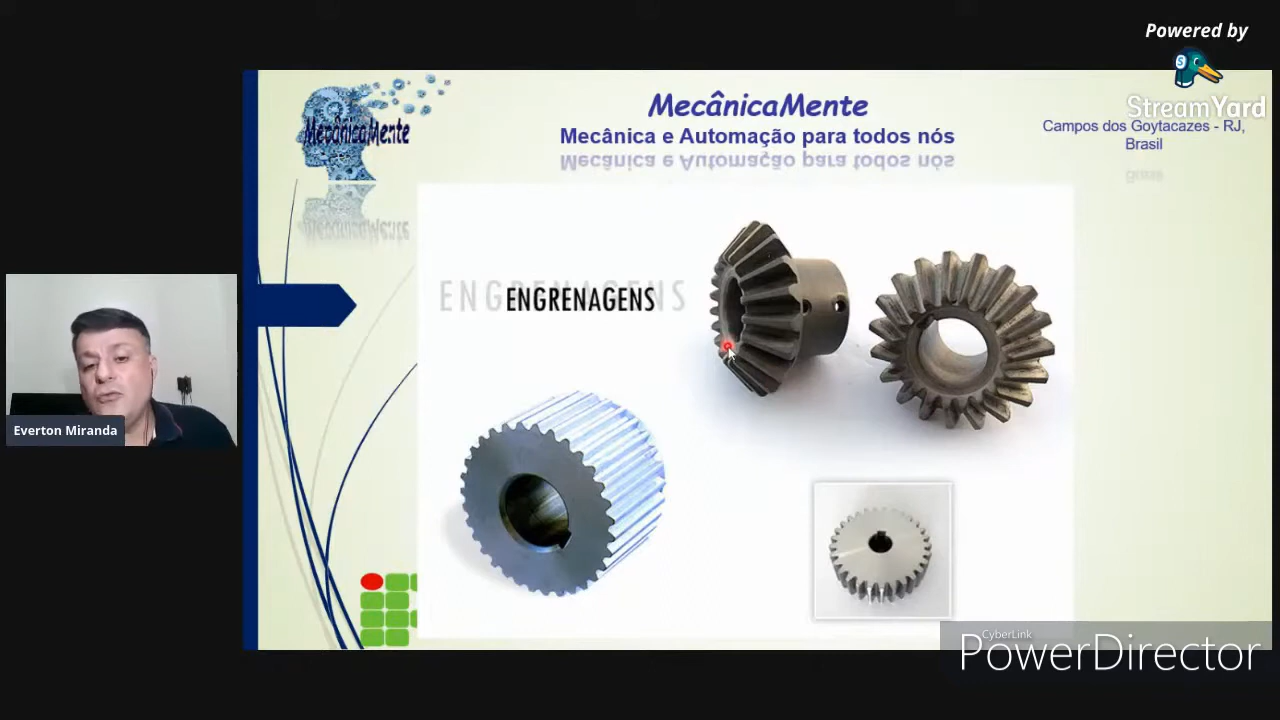 Powered by
StreamYard
MecânicaMente
MecânicaMente
Mecânica e Automação para todos nós
Campos dos Goytacazes - RJ,
Brasil
ENGRENAGENS
ENGRENAGENS
Everton Miranda
CyberLink
PowerDirector